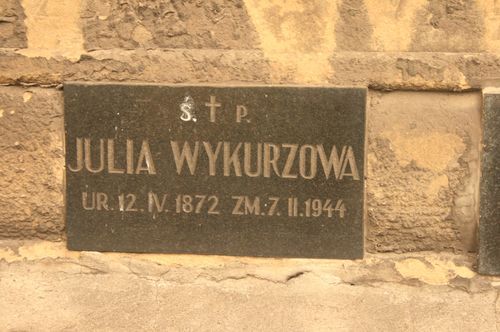 Ś. † P.
JULIA WYKURZOWA
UR. 12. IV. 1872 ZM. 7. II. 1944